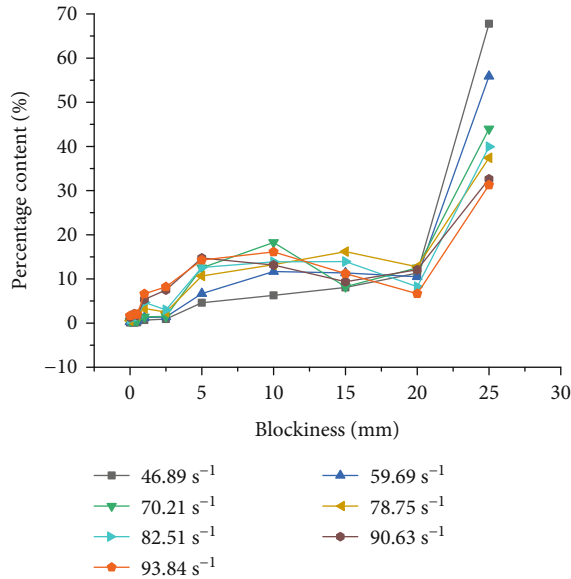 70
60
50
40
30
20
10
0
−10
Percentage content (%)
0 5 10 15 20 25 30
Blockiness (mm)
46.89 s⁻¹ 59.69 s⁻¹
70.21 s⁻¹ 78.75 s⁻¹
82.51 s⁻¹ 90.63 s⁻¹
93.84 s⁻¹